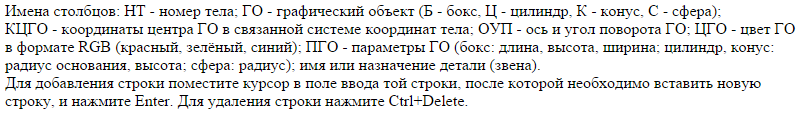 Имена столбцов: НТ - номер тела; ГО - графический объект (Б - бокс, Ц - цилиндр, К - конус, С - сфера);
КЦГО - координаты центра ГО в связанной системе координат тела; ОУП - ось и угол поворота ГО; ЦГО - цвет ГО
в формате RGB (красный, зелёный, синий); ПГО - параметры ГО (бокс: длина, высота, ширина; цилиндр, конус:
радиус основания, высота; сфера: радиус); имя или назначение детали (звена).
Для добавления строки поместите курсор в поле ввода той строки, после которой необходимо вставить новую
строку, и нажмите Enter. Для удаления строки нажмите Ctrl+Delete.